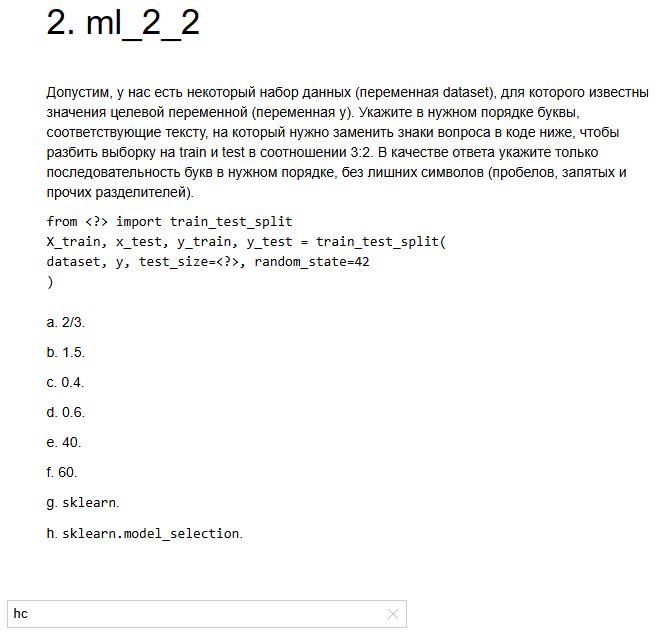 2. ml_2_2
Допустим, у нас есть некоторый набор данных (переменная dataset), для которого известны
значения целевой переменной (переменная y). Укажите в нужном порядке буквы,
соответствующие тексту, на который нужно заменить знаки вопроса в коде ниже, чтобы
разбить выборку на train и test в соотношении 3:2. В качестве ответа укажите только
последовательность букв в нужном порядке, без лишних символов (пробелов, запятых и
прочих разделителей).
from <?> import train_test_split
X_train, x_test, y_train, y_test = train_test_split(
dataset, y, test_size=<?>, random_state=42
)
a. 2/3.
b. 1.5.
c. 0.4.
d. 0.6.
e. 40.
f. 60.
g. sklearn.
h. sklearn.model_selection.
hc